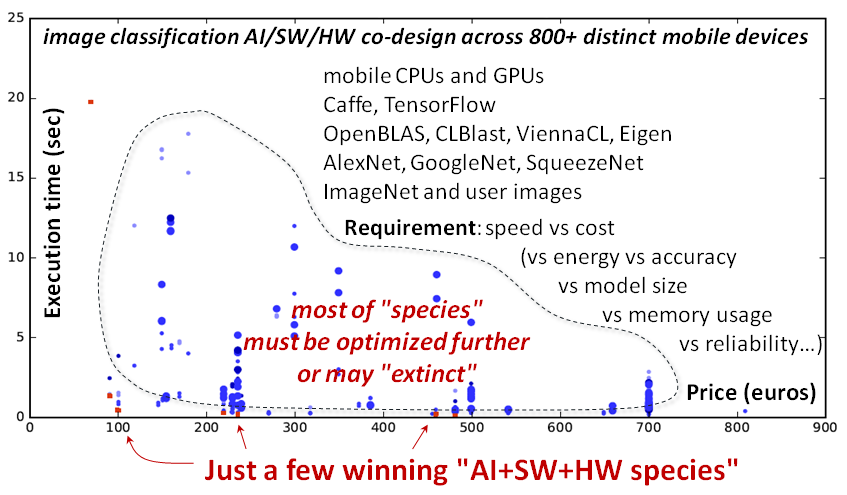 image classification AI/SW/HW co-design across 800+ distinct mobile devices
mobile CPUs and GPUs
Caffe, TensorFlow
OpenBLAS, CLBlast, ViennaCL, Eigen
AlexNet, GoogleNet, SqueezeNet
ImageNet and user images
Requirement: speed vs cost
(vs energy vs accuracy
vs model size
vs memory usage
vs reliability...)
most of "species"
must be optimized further
or may "extinct"
Execution time (sec)
25
20
15
10
5
0
Price (euros)
0 100 200 300 400 500 600 700 800 900
Just a few winning "AI+SW+HW species"